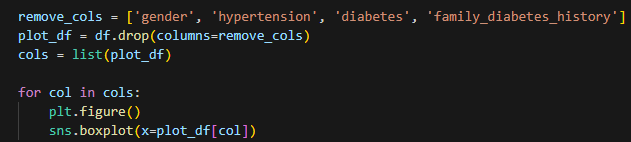 remove_cols = ['gender', 'hypertension', 'diabetes', 'family_diabetes_history']
plot_df = df.drop(columns=remove_cols)
cols = list(plot_df)

for col in cols:
    plt.figure()
    sns.boxplot(x=plot_df[col])